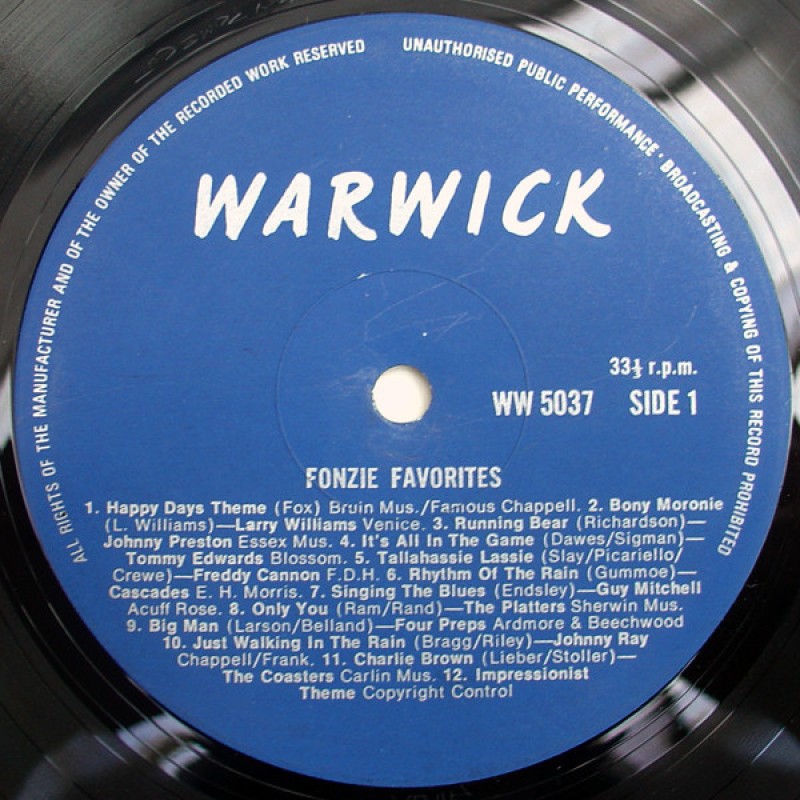 ALL RIGHTS OF THE MANUFACTURER AND OF THE OWNER OF THE RECORDED WORK RESERVED
UNAUTHORISED PUBLIC PERFORMANCE · BROADCASTING & COPYING OF THIS RECORD PROHIBITED
WARWICK
33⅓ r.p.m.
WW 5037 SIDE 1
FONZIE FAVORITES
1. Happy Days Theme (Fox) Bruin Mus./Famous Chappell. 2. Bony Moronie
(L. Williams)—Larry Williams Venice. 3. Running Bear (Richardson)—
Johnny Preston Essex Mus. 4. It's All In The Game (Dawes/Sigman)—
Tommy Edwards Blossom. 5. Tallahassie Lassie (Slay/Picariello/
Crewe)—Freddy Cannon F.D.H. 6. Rhythm Of The Rain (Gummoe)—
Cascades E. H. Morris. 7. Singing The Blues (Endsley)—Guy Mitchell
Acuff Rose. 8. Only You (Ram/Rand)—The Platters Sherwin Mus.
9. Big Man (Larson/Belland)—Four Preps Ardmore & Beechwood
10. Just Walking In The Rain (Bragg/Riley)—Johnny Ray
Chappell/Frank. 11. Charlie Brown (Lieber/Stoller)—
The Coasters Carlin Mus. 12. Impressionist
Theme Copyright Control